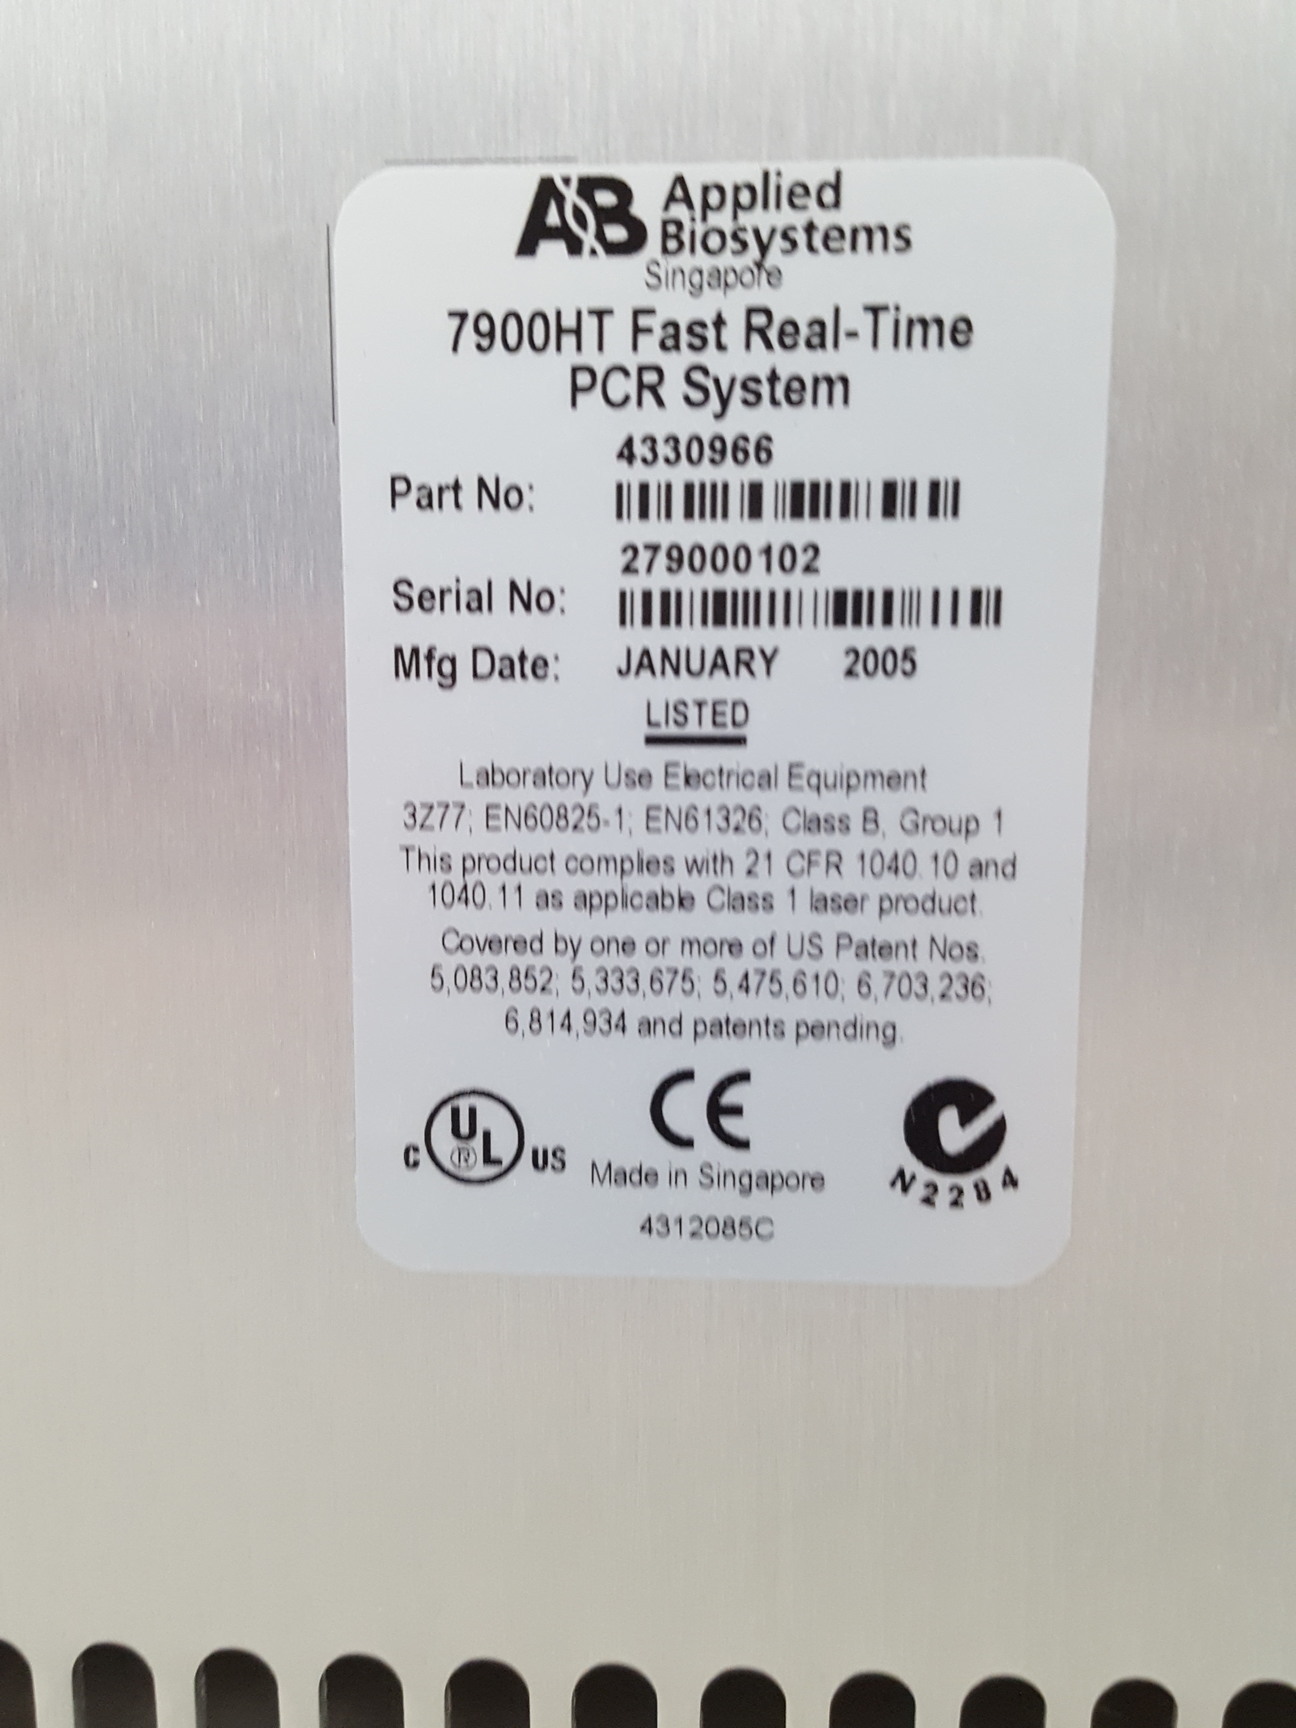 AB Applied
Biosystems
Singapore
7900HT Fast Real-Time
PCR System
4330966
Part No:
279000102
Serial No:
Mfg Date: JANUARY 2005
LISTED
Laboratory Use Electrical Equipment
3Z77; EN60825-1; EN61326; Class B, Group 1
This product complies with 21 CFR 1040.10 and
1040.11 as applicable Class 1 laser product.
Covered by one or more of US Patent Nos.
5,083,852; 5,333,675; 5,475,610; 6,703,236;
6,814,934 and patents pending.
C UL ® US
CE
Made in Singapore
N2284
4312085C